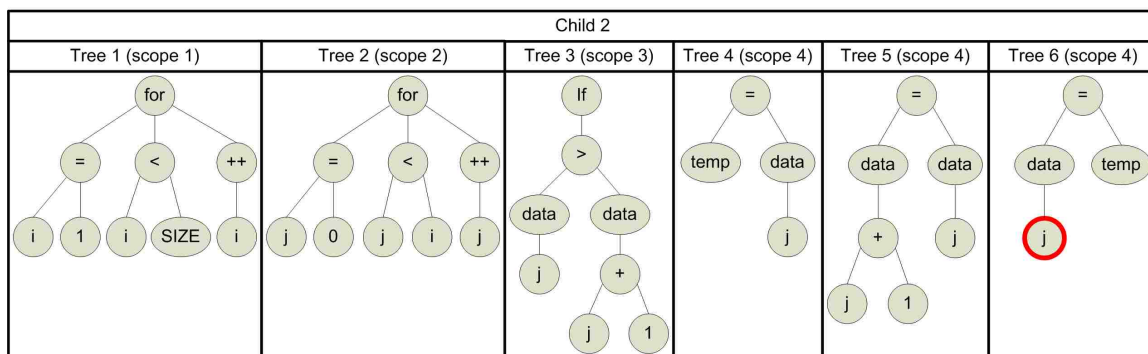 Child 2
Tree 1 (scope 1) Tree 2 (scope 2) Tree 3 (scope 3) Tree 4 (scope 4) Tree 5 (scope 4) Tree 6 (scope 4)
for for If = = =
= < ++ = < ++ > temp data data data data temp
data data
i 1 i SIZE i j 0 j i j j + j j
j + j 1
j 1